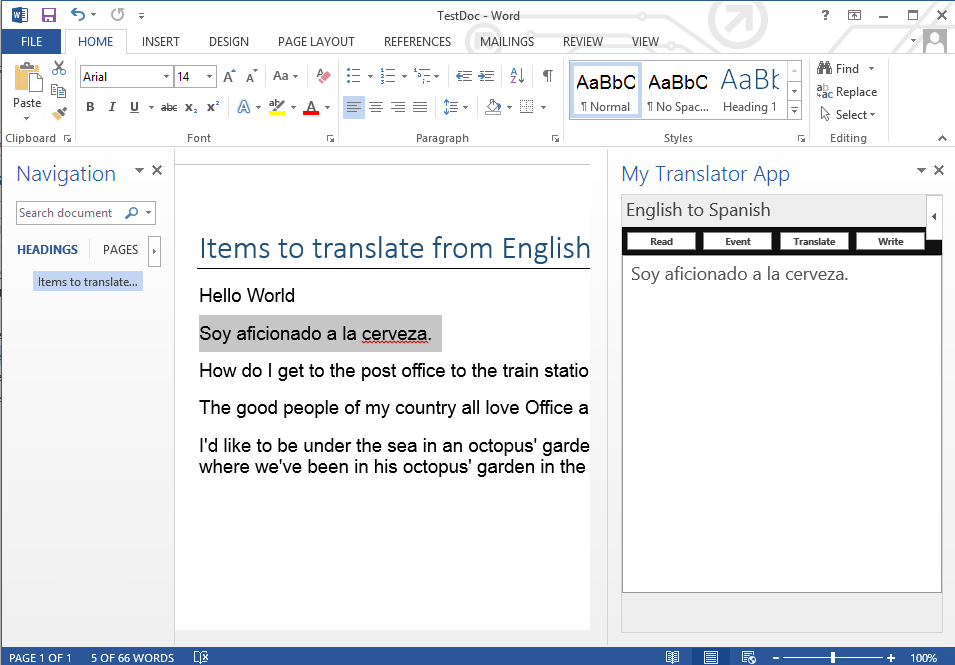 TestDoc - Word
?
FILE HOME INSERT DESIGN PAGE LAYOUT REFERENCES MAILINGS REVIEW VIEW
Paste
Arial 14 A A Aa A
B I U abc X₂ X² A ab A
A Z ¶
AaBbC AaBbC AaBb
¶ Normal ¶ No Spac... Heading 1
Find
Replace
Select
Clipboard Font Paragraph Styles Editing
Navigation
Search document
HEADINGS PAGES
Items to translate...
Items to translate from English
Hello World
Soy aficionado a la cerveza.
How do I get to the post office to the train statio
The good people of my country all love Office a
I'd like to be under the sea in an octopus' garde
where we've been in his octopus' garden in the
My Translator App
English to Spanish
Read Event Translate Write
Soy aficionado a la cerveza.
PAGE 1 OF 1 5 OF 66 WORDS 100%